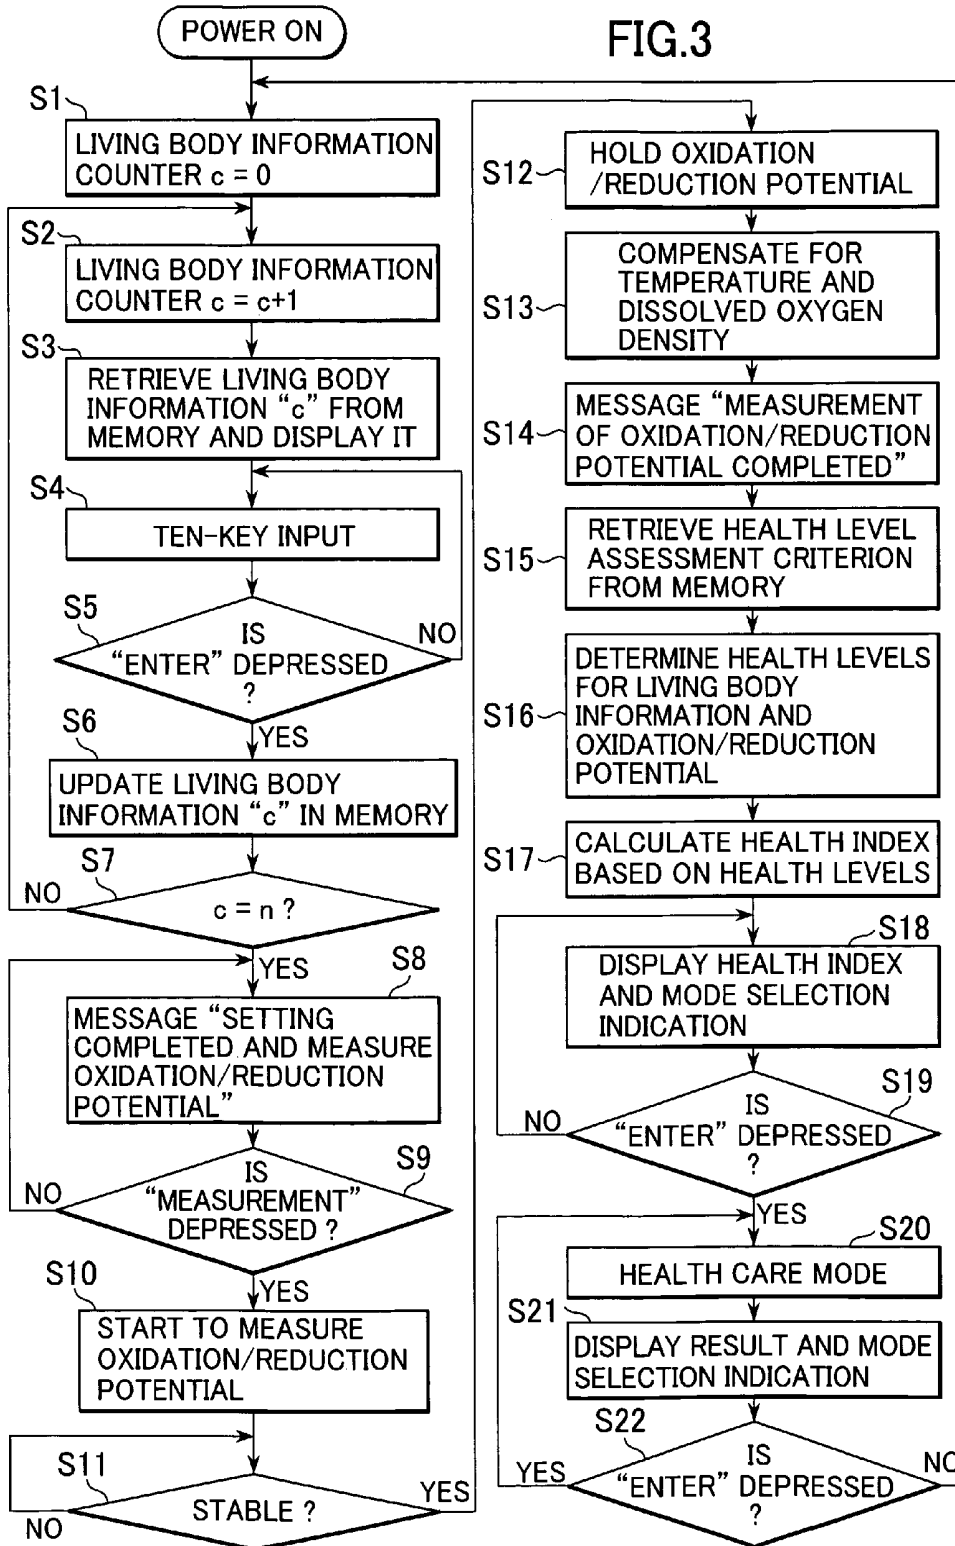 POWER ON
FIG.3
S1
LIVING BODY INFORMATION
COUNTER c = 0
S2
LIVING BODY INFORMATION
COUNTER c = c+1
S3
RETRIEVE LIVING BODY
INFORMATION “c” FROM
MEMORY AND DISPLAY IT
S4
TEN-KEY INPUT
S5
IS
“ENTER” DEPRESSED
?
NO
YES
S6
UPDATE LIVING BODY
INFORMATION “c” IN MEMORY
S7
NO
c = n ?
YES
S8
MESSAGE “SETTING
COMPLETED AND MEASURE
OXIDATION/REDUCTION
POTENTIAL”
S9
IS
“MEASUREMENT”
DEPRESSED ?
NO
YES
S10
START TO MEASURE
OXIDATION/REDUCTION
POTENTIAL
S11
STABLE ?
NO
YES
S12
HOLD OXIDATION
/REDUCTION POTENTIAL
S13
COMPENSATE FOR
TEMPERATURE AND
DISSOLVED OXYGEN
DENSITY
S14
MESSAGE “MEASUREMENT
OF OXIDATION/REDUCTION
POTENTIAL COMPLETED”
S15
RETRIEVE HEALTH LEVEL
ASSESSMENT CRITERION
FROM MEMORY
S16
DETERMINE HEALTH LEVELS
FOR LIVING BODY
INFORMATION AND
OXIDATION/REDUCTION
POTENTIAL
S17
CALCULATE HEALTH INDEX
BASED ON HEALTH LEVELS
S18
DISPLAY HEALTH INDEX
AND MODE SELECTION
INDICATION
S19
IS
“ENTER” DEPRESSED
?
NO
YES
S20
HEALTH CARE MODE
S21
DISPLAY RESULT AND MODE
SELECTION INDICATION
S22
IS
“ENTER” DEPRESSED
?
YES
NO